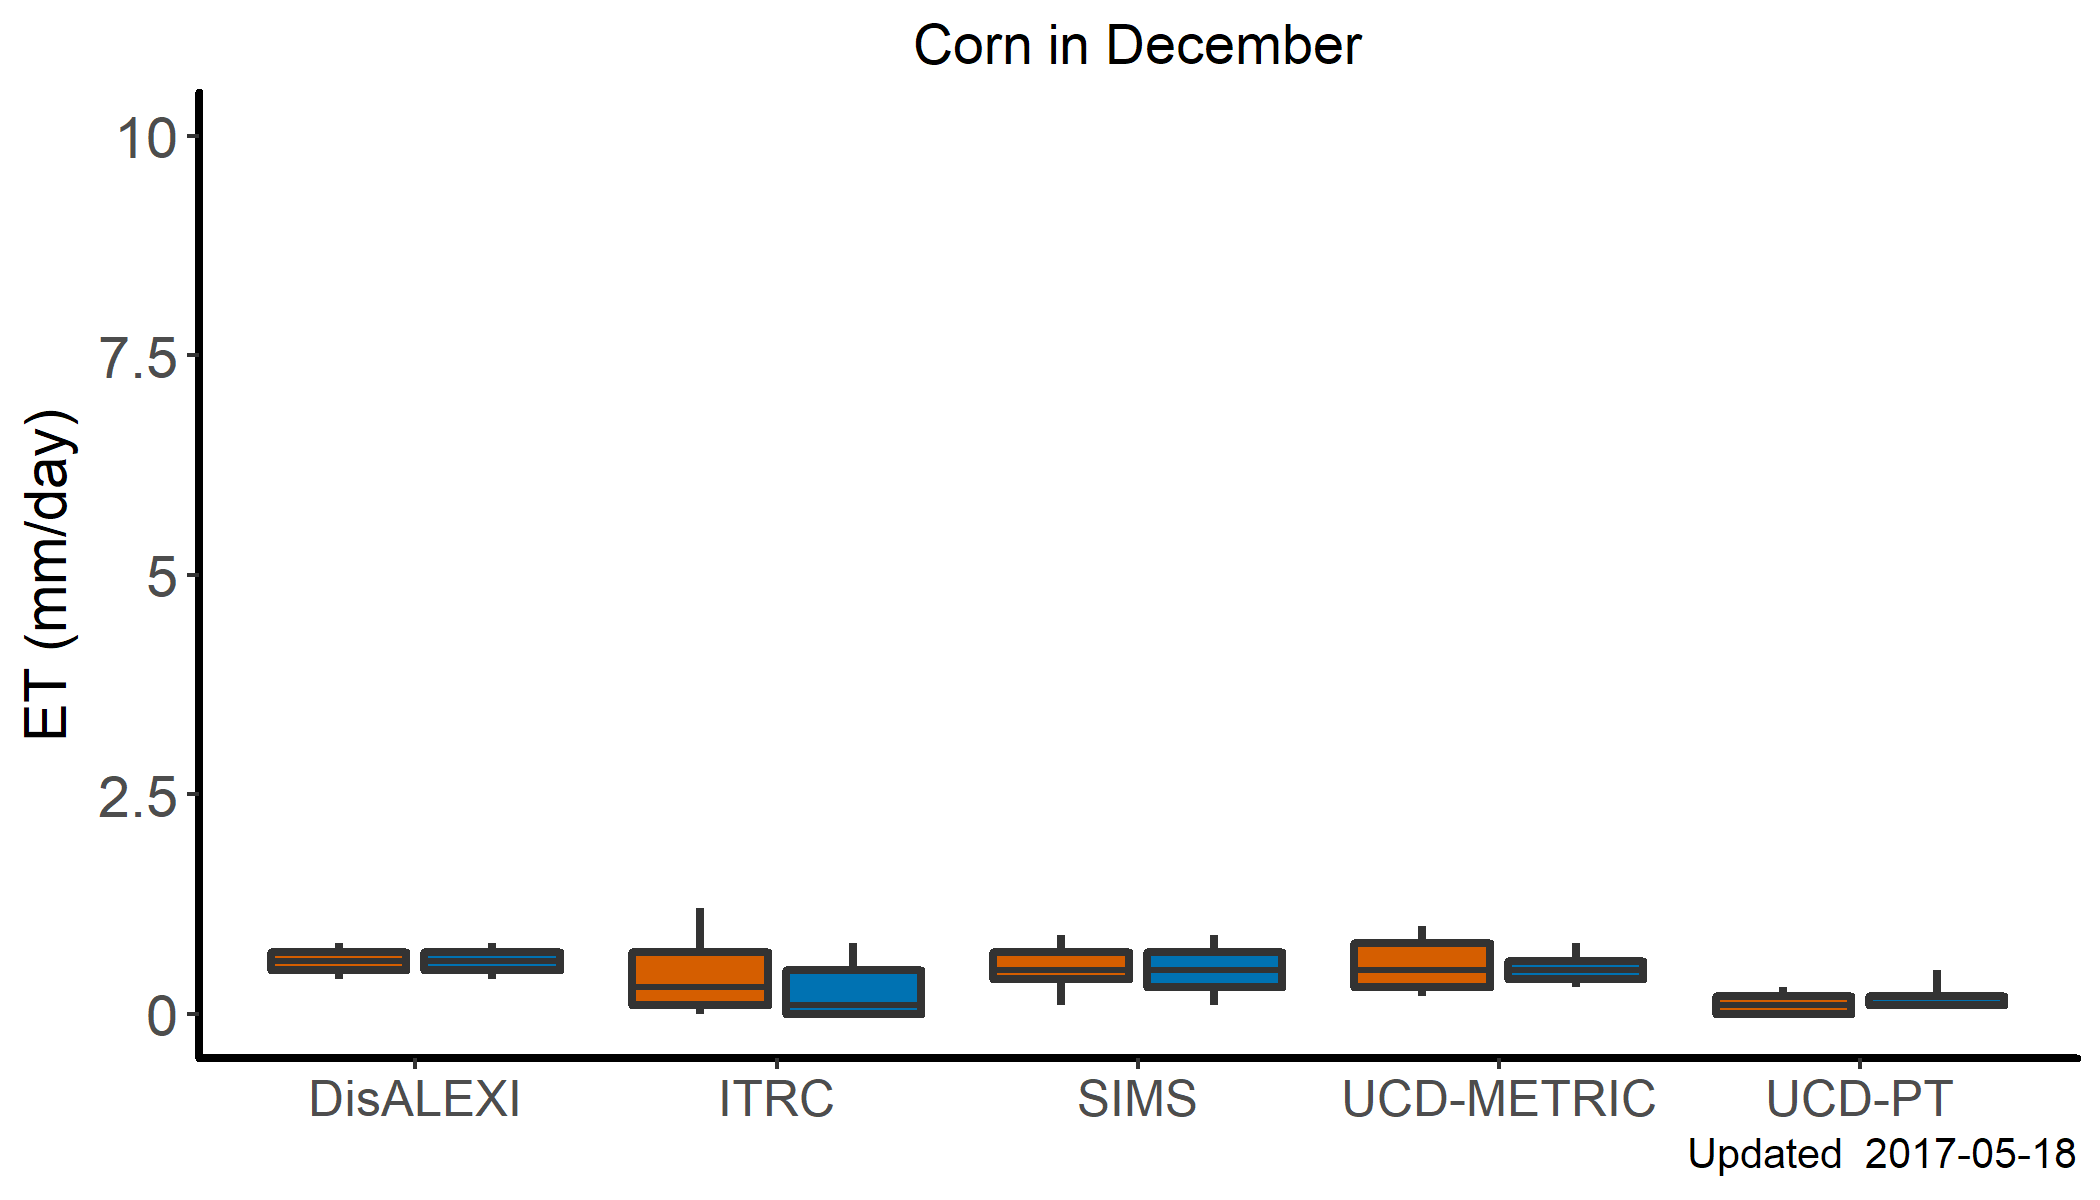 Corn in December
10
7.5
5
2.5
0
ET (mm/day)
DisALEXI ITRC SIMS UCD-METRIC UCD-PT
Updated  2017-05-18